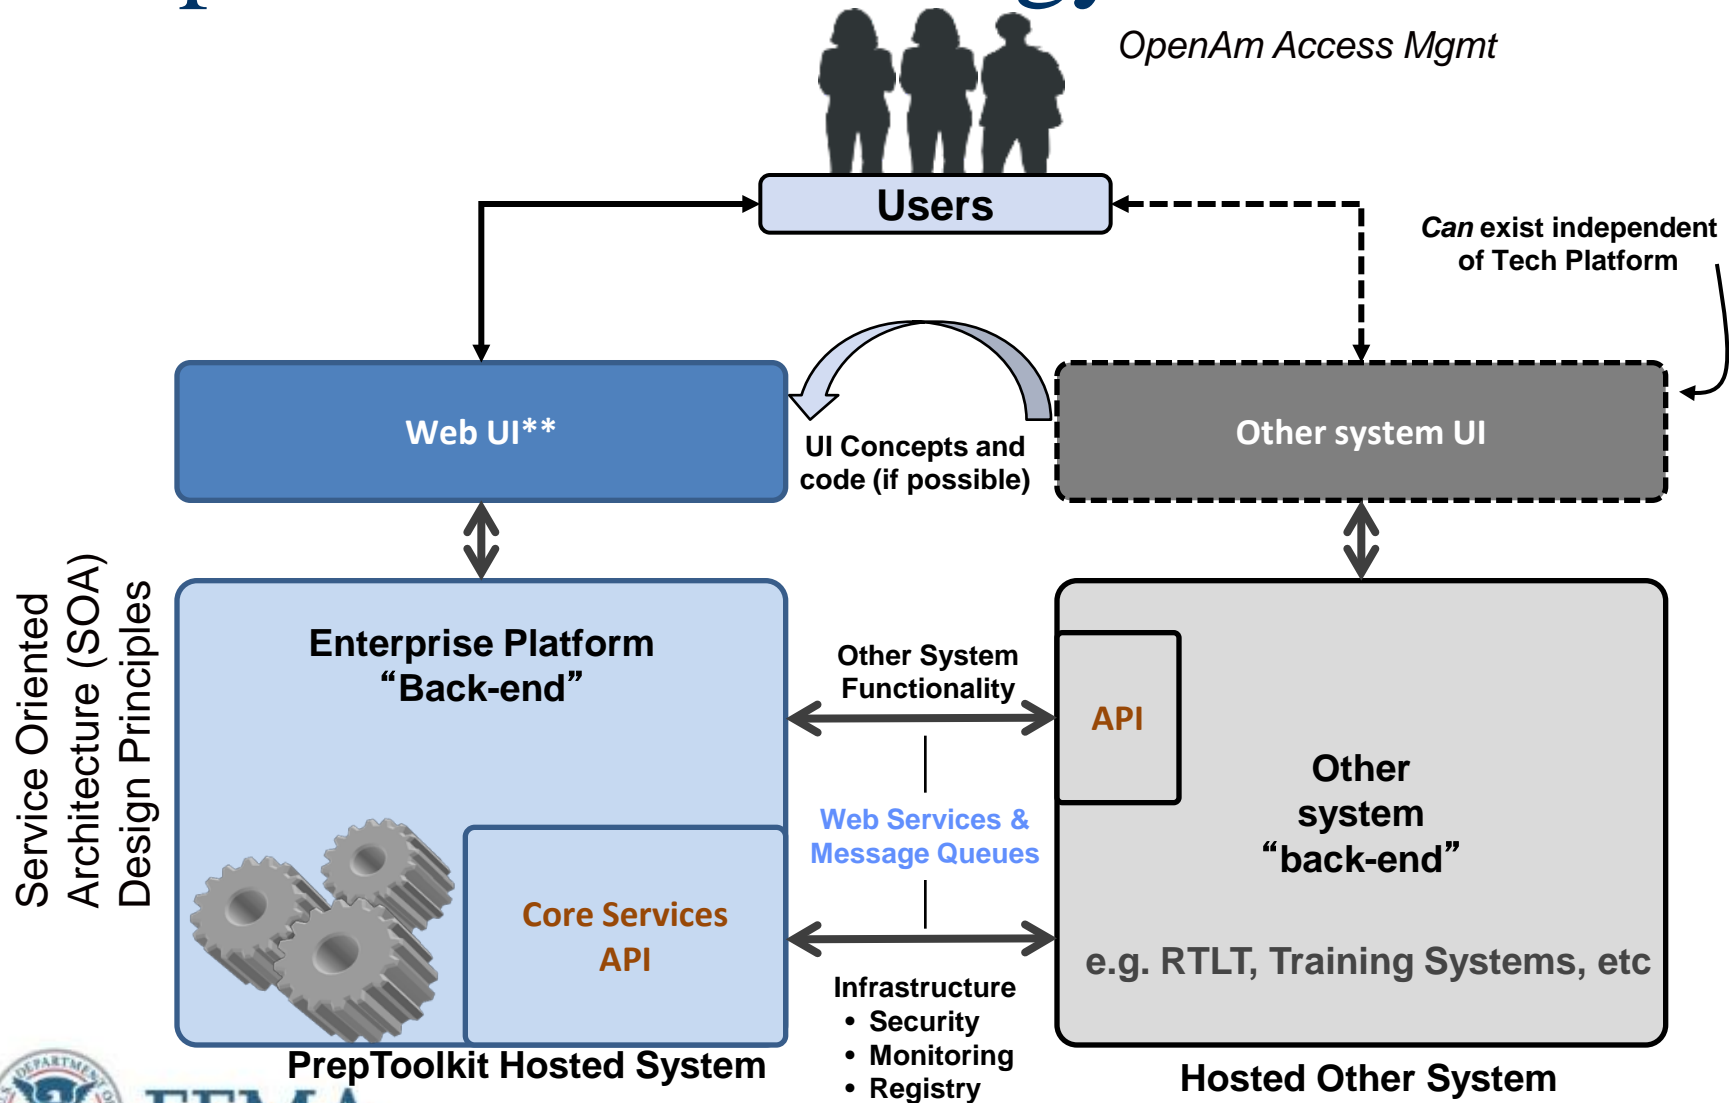 OpenAm Access Mgmt
Users
Can exist independent
of Tech Platform
Web UI**
UI Concepts and
code (if possible)
Other system UI
Service Oriented
Architecture (SOA)
Design Principles
Enterprise Platform
“Back-end”
Other System
Functionality
API
Web Services &
Message Queues
Other
system
“back-end”
Core Services
API
e.g. RTLT, Training Systems, etc
Infrastructure
• Security
• Monitoring
• Registry
PrepToolkit Hosted System
Hosted Other System
FEMA